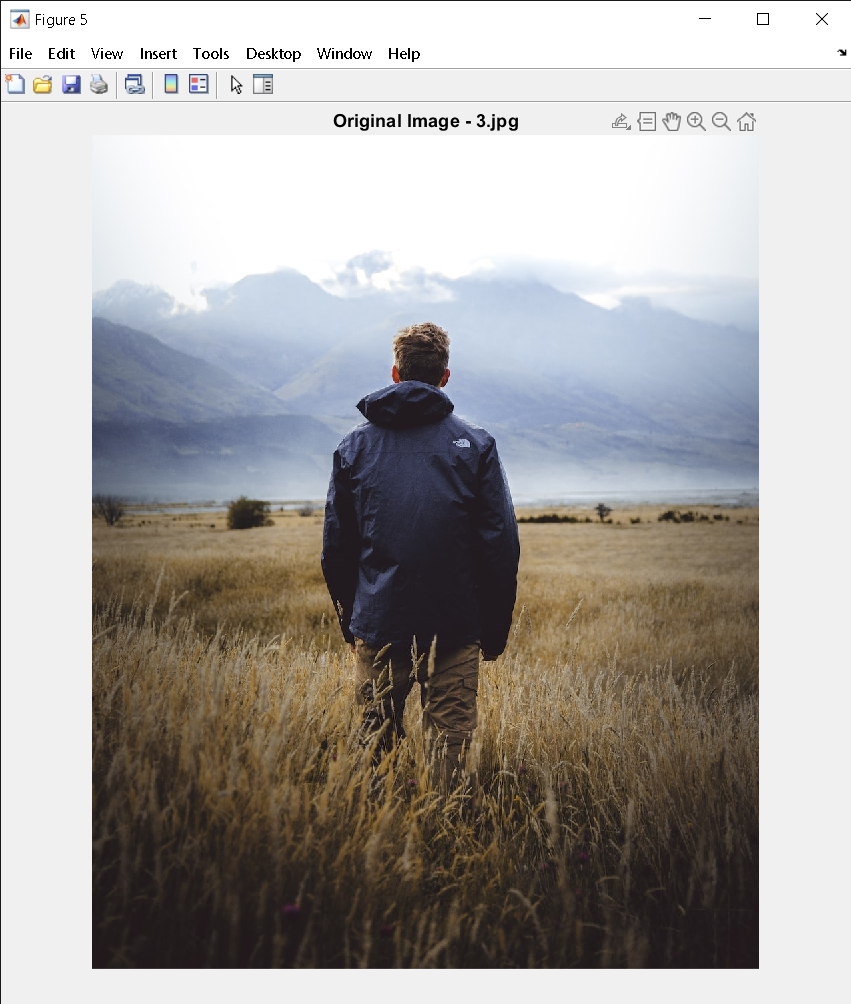 Figure 5
File Edit View Insert Tools Desktop Window Help
Original Image - 3.jpg